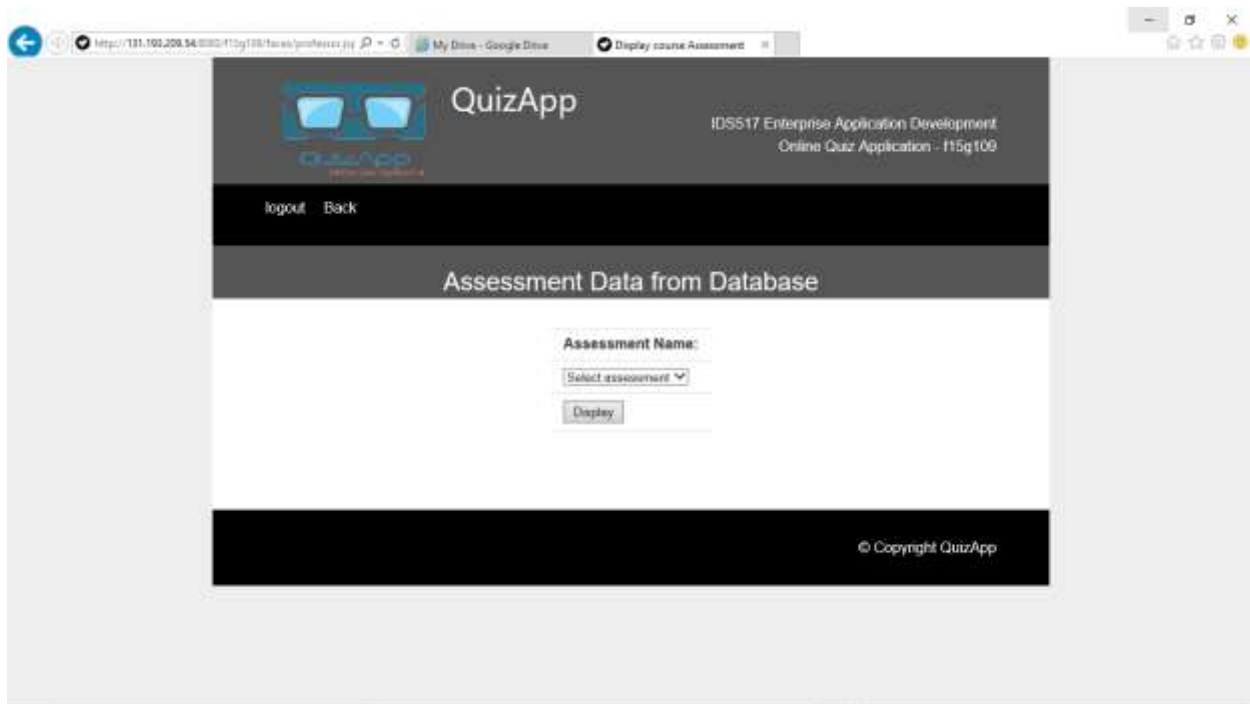 My Drive - Google Drive
Display course Assessment
QuizApp
IDS517 Enterprise Application Development
Online Quiz Application - f15g109
QuizApp
logout Back
Assessment Data from Database
Assessment Name:
Select assessment
Display
© Copyright QuizApp